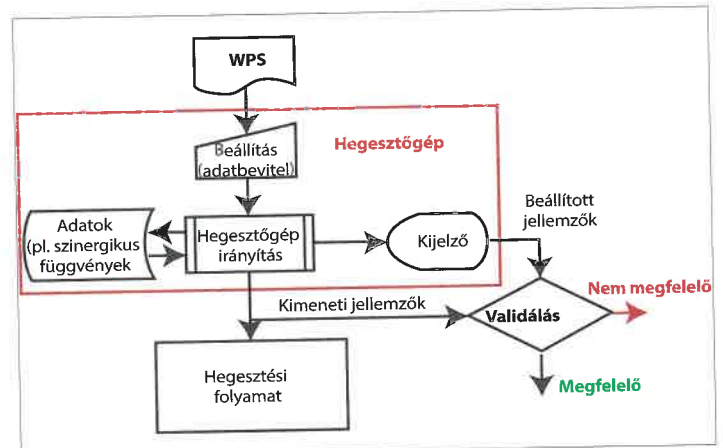 WPS
Beállítás
(adatbevitel)
Hegesztőgép
Adatok
(pl. szinergikus
függvények
Hegesztőgép
irányítás
Kijelző
Beállított
jellemzők
Kimeneti jellemzők
Validálás
Nem megfelelő
Megfelelő
Hegesztési
folyamat